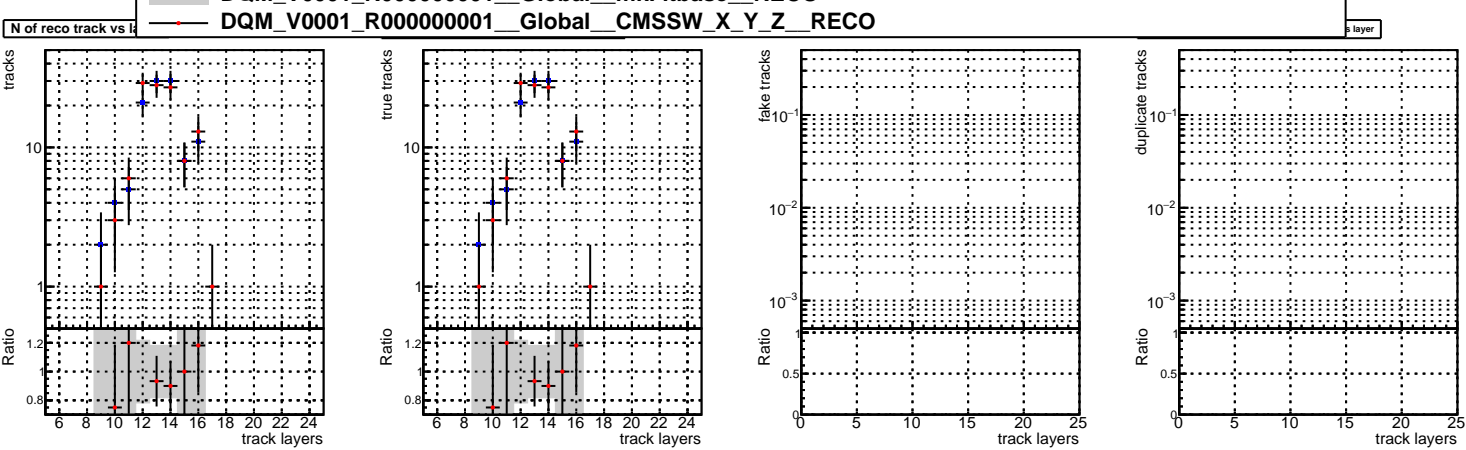 DQM_V0001_R000000001__Global__CMSSW_X_Y_Z__RECO
N of reco track vs la
s layer
tracks
10
1
Ratio
1.2
1
0.8
6 8 10 12 14 16 18 20 22 24
track layers
true tracks
10
1
Ratio
1.2
1
0.8
6 8 10 12 14 16 18 20 22 24
track layers
fake tracks
10⁻¹
10⁻²
10⁻³
Ratio
1
0.5
0
0 5 10 15 20 25
track layers
duplicate tracks
10⁻¹
10⁻²
10⁻³
Ratio
1
0.5
0
0 5 10 15 20 25
track layers